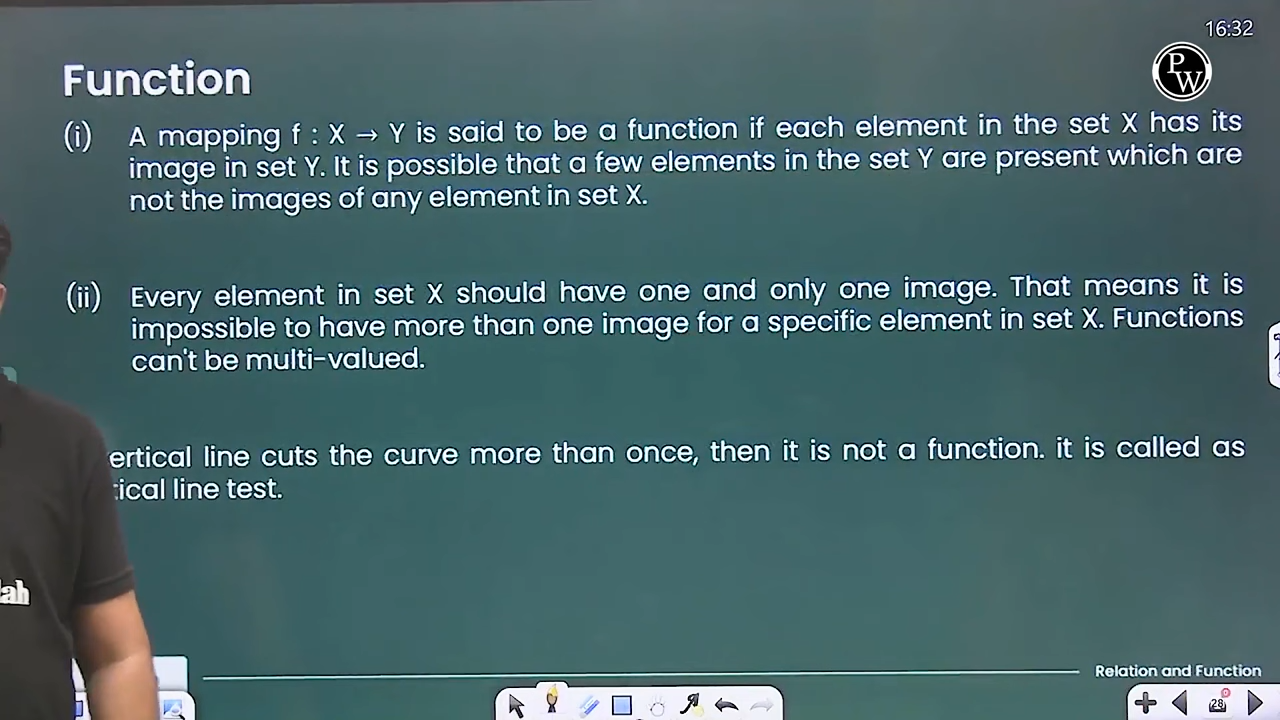 16:32
PW
Function
(i) A mapping f : X → Y is said to be a function if each element in the set X has its
image in set Y. It is possible that a few elements in the set Y are present which are
not the images of any element in set X.
(ii) Every element in set X should have one and only one image. That means it is
impossible to have more than one image for a specific element in set X. Functions
can't be multi-valued.
ertical line cuts the curve more than once, then it is not a function. it is called as
tical line test.
lah
Relation and Function
28